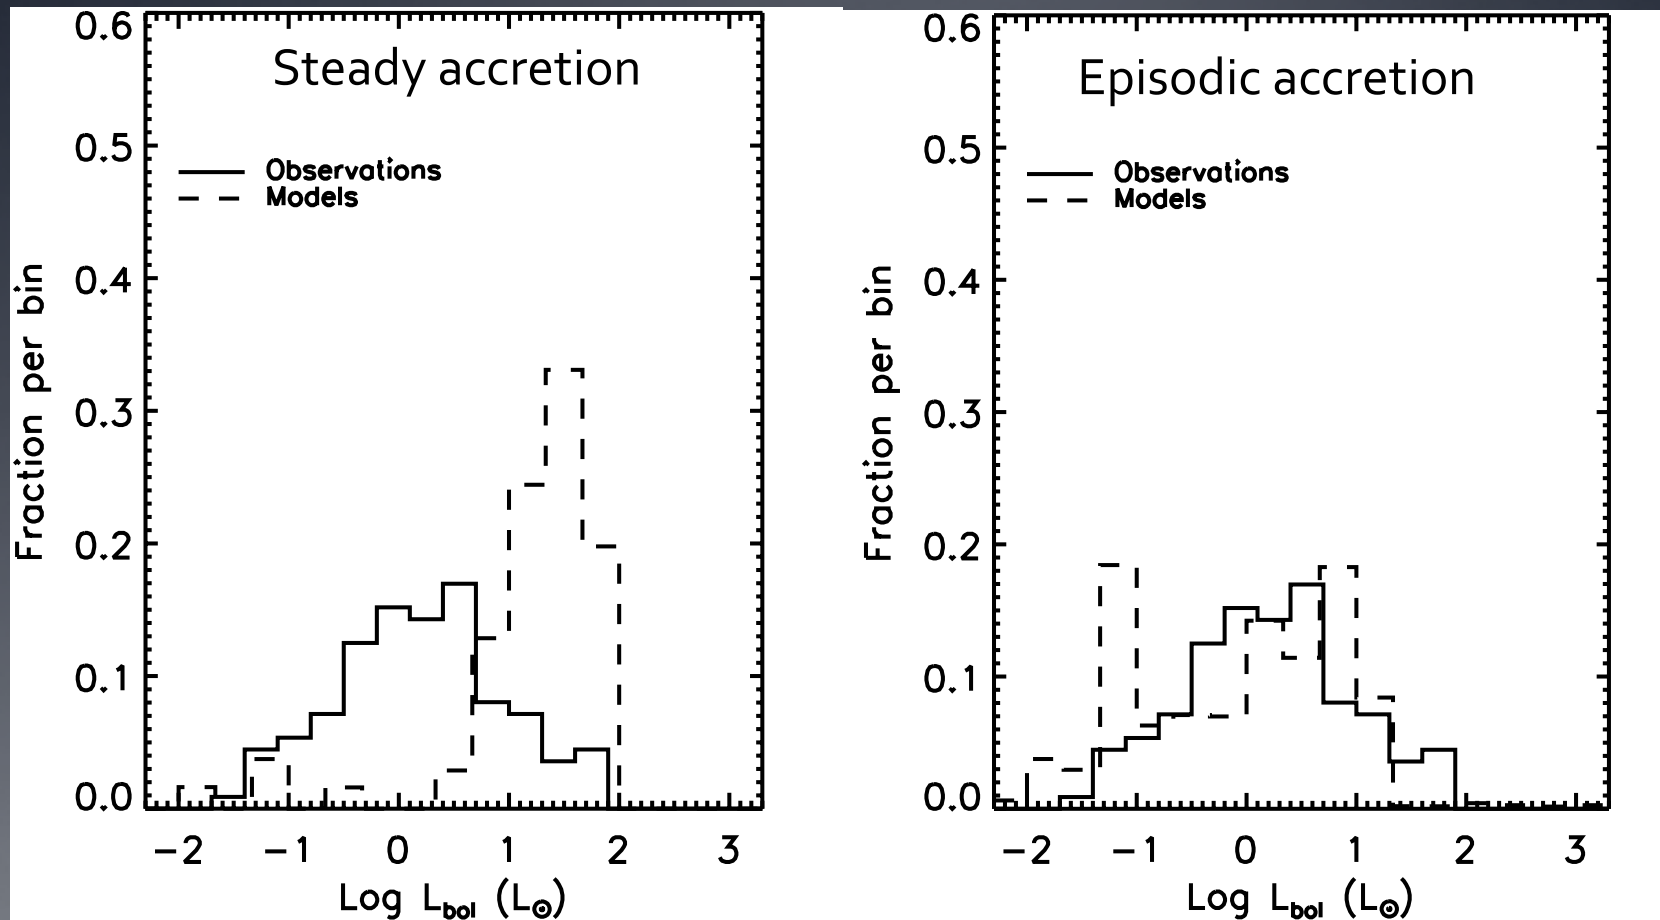 Steady accretion
Observations
Models
0.6
0.5
0.4
0.3
0.2
0.1
0.0
Fraction per bin
−2 −1 0 1 2 3
Log L_bol (L_⊙)
Episodic accretion
Observations
Models
0.6
0.5
0.4
0.3
0.2
0.1
0.0
Fraction per bin
−2 −1 0 1 2 3
Log L_bol (L_⊙)